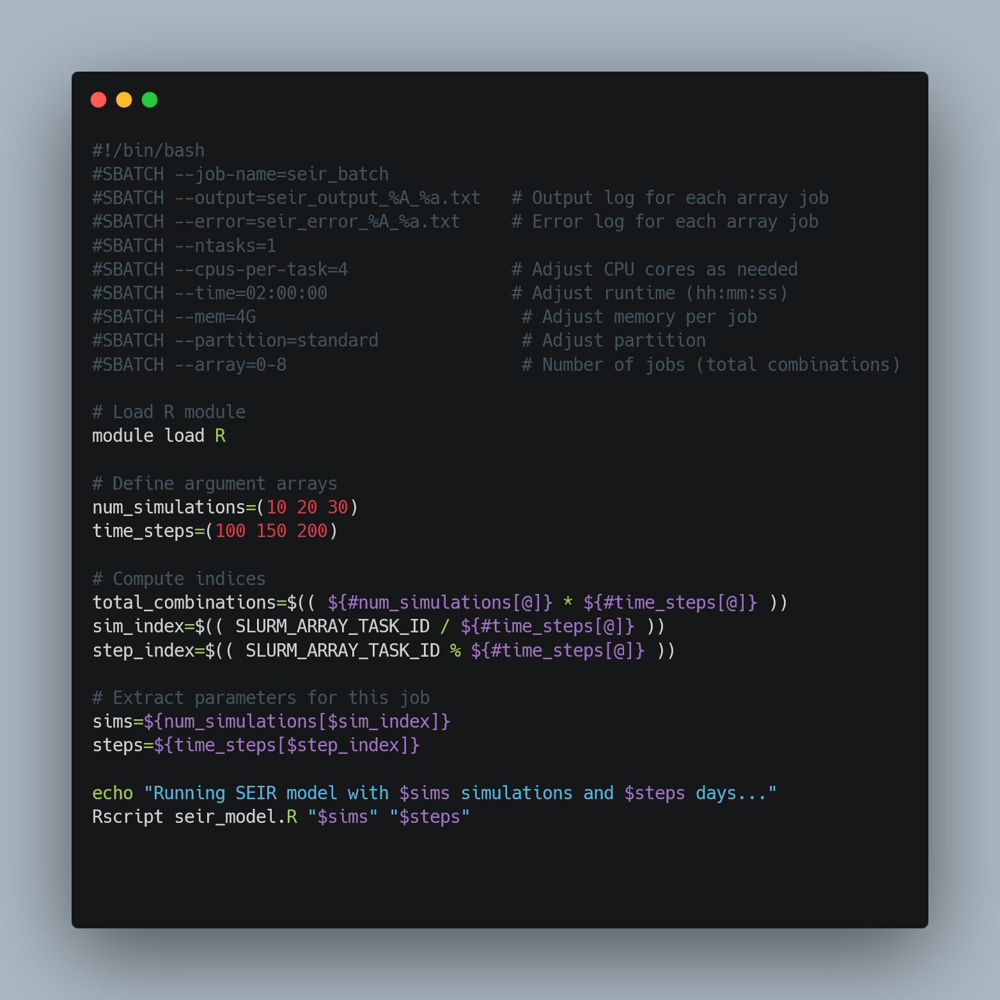 #!/bin/bash
#SBATCH --job-name=seir_batch
#SBATCH --output=seir_output_%A_%a.txt   # Output log for each array job
#SBATCH --error=seir_error_%A_%a.txt     # Error log for each array job
#SBATCH --ntasks=1
#SBATCH --cpus-per-task=4                # Adjust CPU cores as needed
#SBATCH --time=02:00:00                  # Adjust runtime (hh:mm:ss)
#SBATCH --mem=4G                          # Adjust memory per job
#SBATCH --partition=standard              # Adjust partition
#SBATCH --array=0-8                       # Number of jobs (total combinations)

# Load R module
module load R

# Define argument arrays
num_simulations=(10 20 30)
time_steps=(100 150 200)

# Compute indices
total_combinations=$(( ${#num_simulations[@]} * ${#time_steps[@]} ))
sim_index=$(( SLURM_ARRAY_TASK_ID / ${#time_steps[@]} ))
step_index=$(( SLURM_ARRAY_TASK_ID % ${#time_steps[@]} ))

# Extract parameters for this job
sims=${num_simulations[$sim_index]}
steps=${time_steps[$step_index]}

echo "Running SEIR model with $sims simulations and $steps days..."
Rscript seir_model.R "$sims" "$steps"